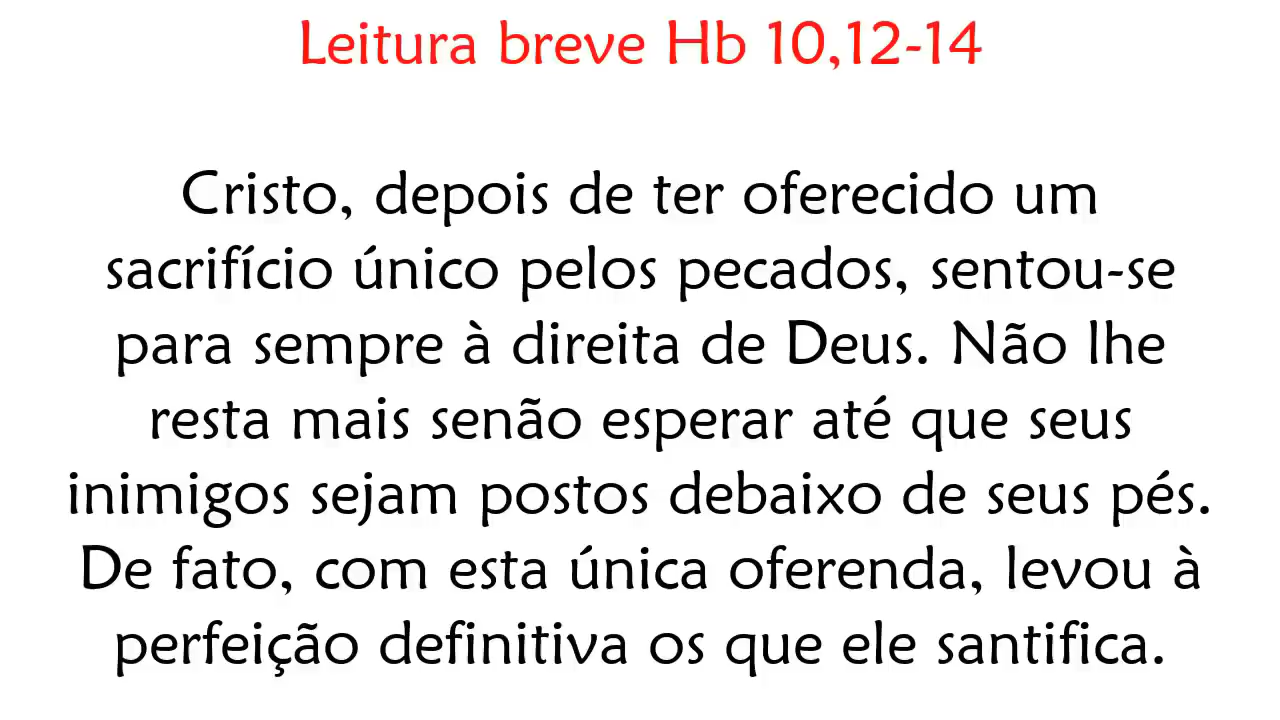 Leitura breve Hb 10,12-14
Cristo, depois de ter oferecido um
sacrifício único pelos pecados, sentou-se
para sempre à direita de Deus. Não lhe
resta mais senão esperar até que seus
inimigos sejam postos debaixo de seus pés.
De fato, com esta única oferenda, levou à
perfeição definitiva os que ele santifica.